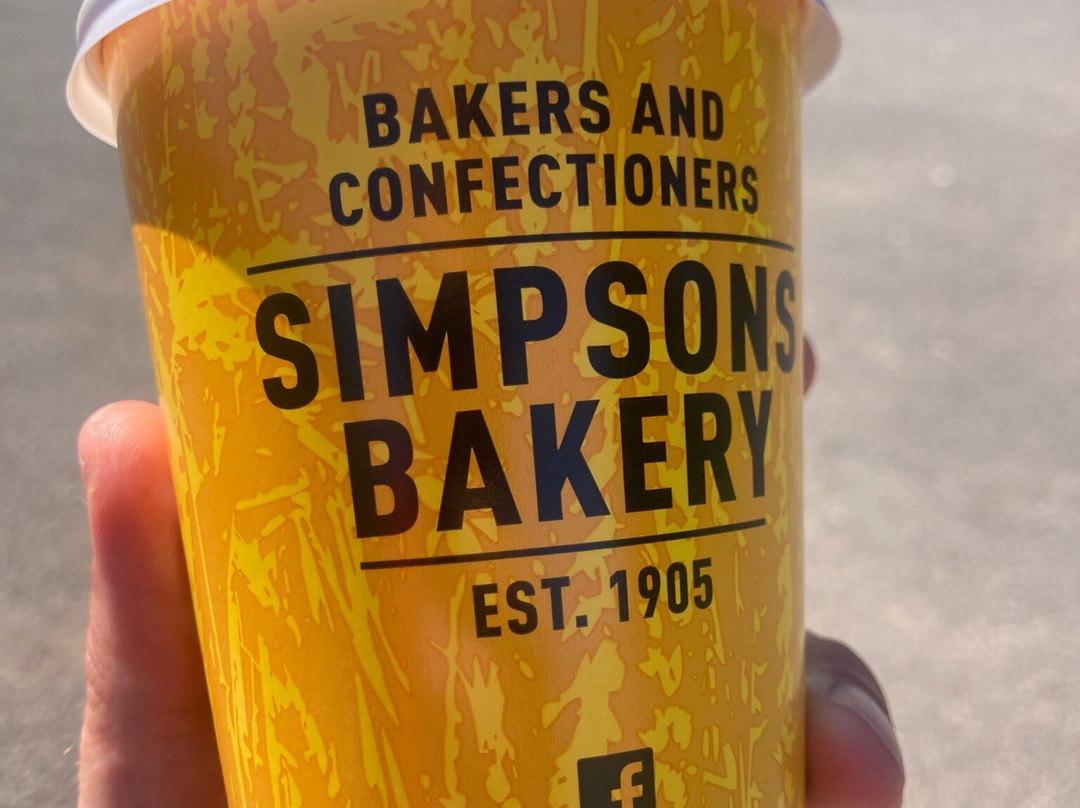 BAKERS AND
CONFECTIONERS
SIMPSONS
BAKERY
EST. 1905
f